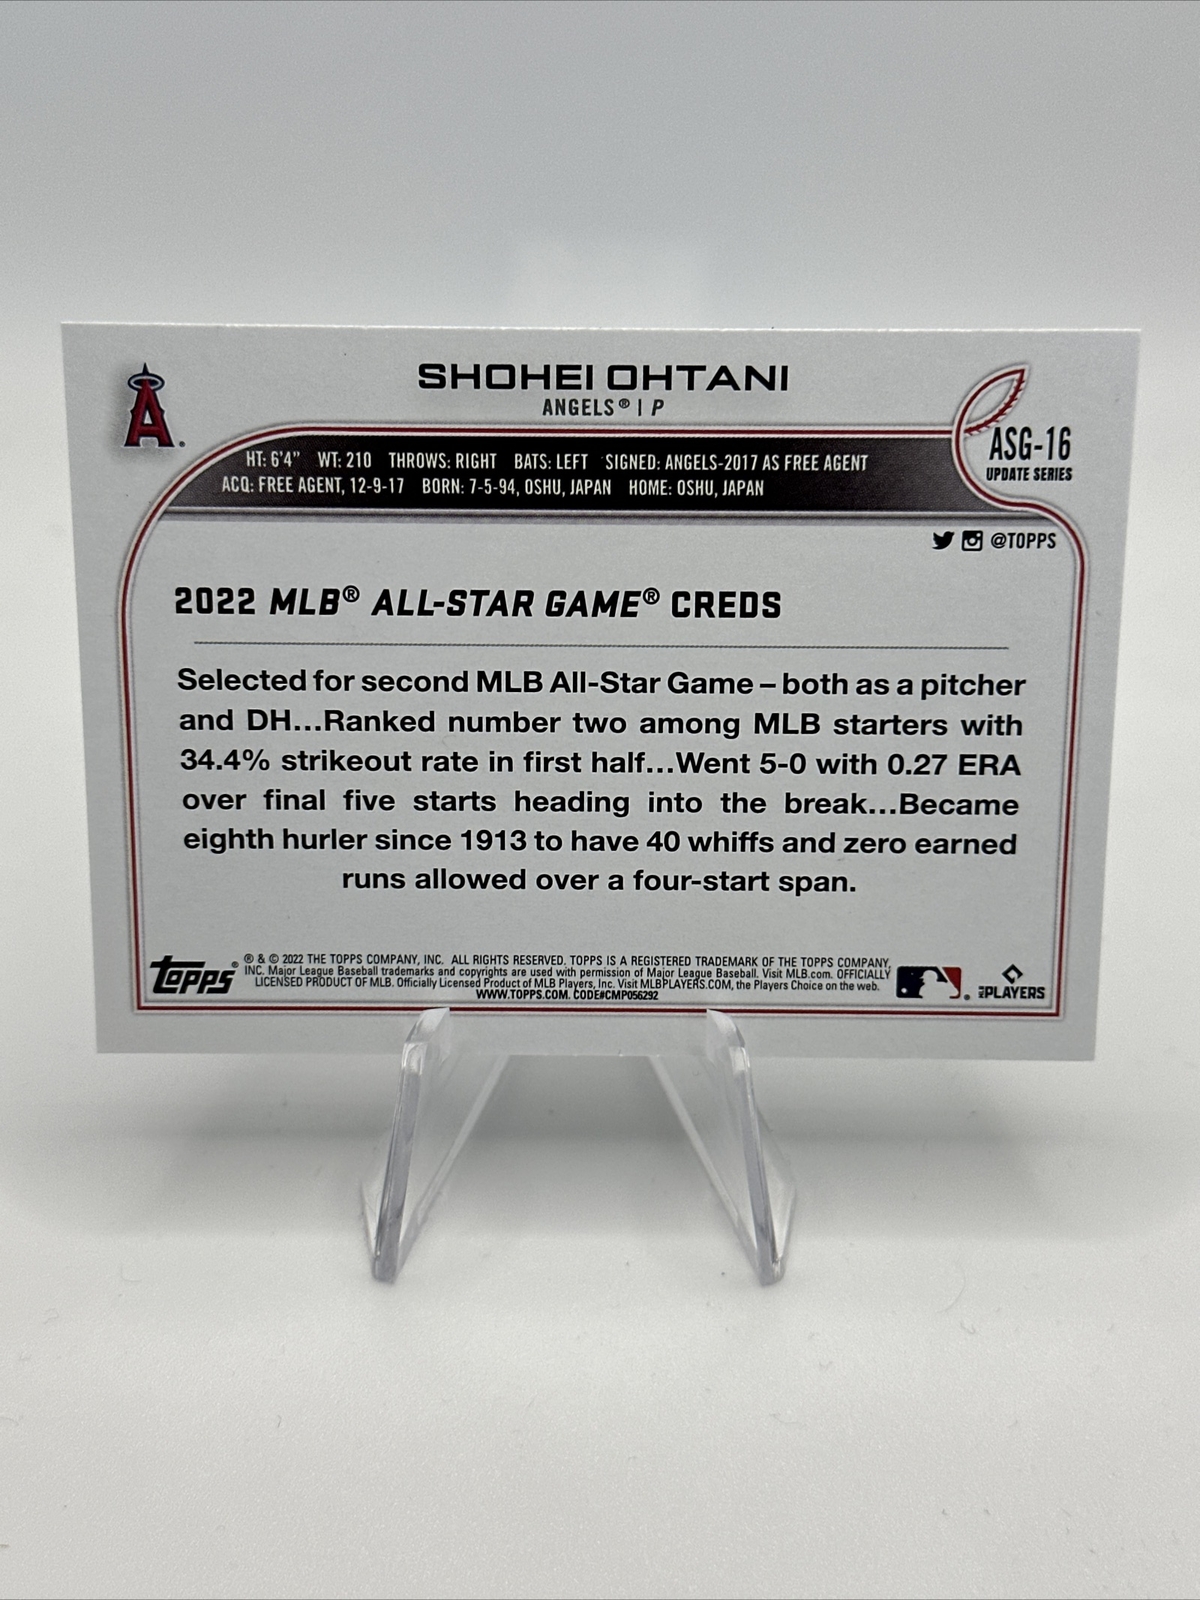 SHOHEI OHTANI
ANGELS® | P
A.
ASG-16
UPDATE SERIES
HT: 6'4" WT: 210 THROWS: RIGHT BATS: LEFT SIGNED: ANGELS-2017 AS FREE AGENT
ACQ: FREE AGENT, 12-9-17 BORN: 7-5-94, OSHU, JAPAN HOME: OSHU, JAPAN
@TOPPS
2022 MLB® ALL-STAR GAME® CREDS
Selected for second MLB All-Star Game – both as a pitcher
and DH...Ranked number two among MLB starters with
34.4% strikeout rate in first half...Went 5-0 with 0.27 ERA
over final five starts heading into the break...Became
eighth hurler since 1913 to have 40 whiffs and zero earned
runs allowed over a four-start span.
topps®
® & © 2022 THE TOPPS COMPANY, INC. ALL RIGHTS RESERVED. TOPPS IS A REGISTERED TRADEMARK OF THE TOPPS COMPANY,
INC. Major League Baseball trademarks and copyrights are used with permission of Major League Baseball. Visit MLB.com. OFFICIALLY
LICENSED PRODUCT OF MLB. Officially Licensed Product of MLB Players, Inc. Visit MLBPLAYERS.COM, the Players Choice on the web.
WWW.TOPPS.COM. CODE#CMP056292
MLB PLAYERS